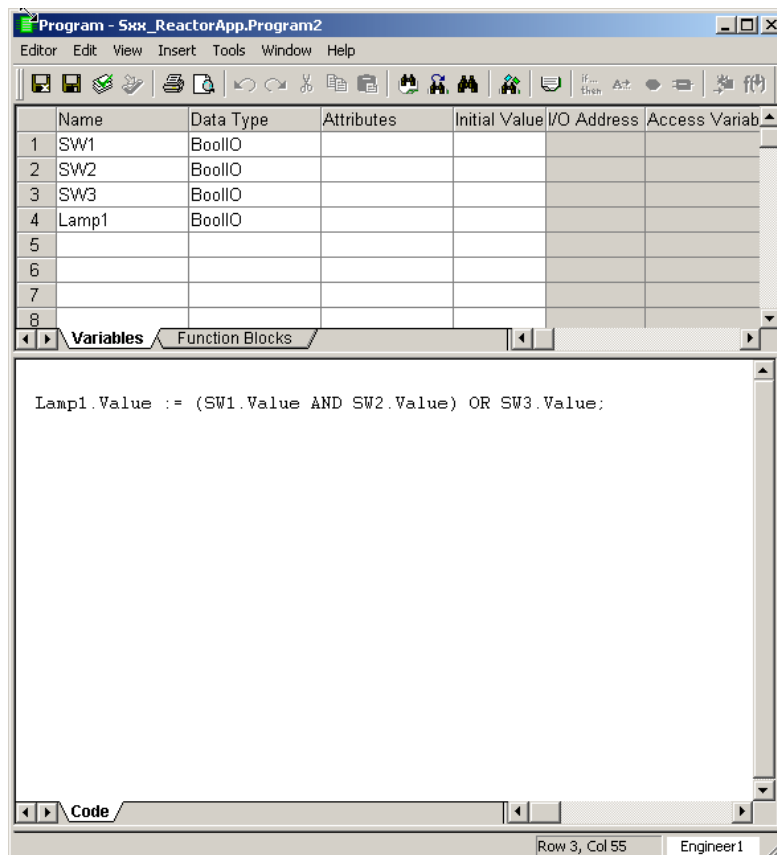 Program - Sxx_ReactorApp.Program2
Editor Edit View Insert Tools Window Help
if... then
Name Data Type Attributes Initial Value I/O Address Access Variab
1 SW1 BoolIO
2 SW2 BoolIO
3 SW3 BoolIO
4 Lamp1 BoolIO
5
6
7
8
Variables Function Blocks
Lamp1.Value := (SW1.Value AND SW2.Value) OR SW3.Value;
Code
Row 3, Col 55 Engineer1